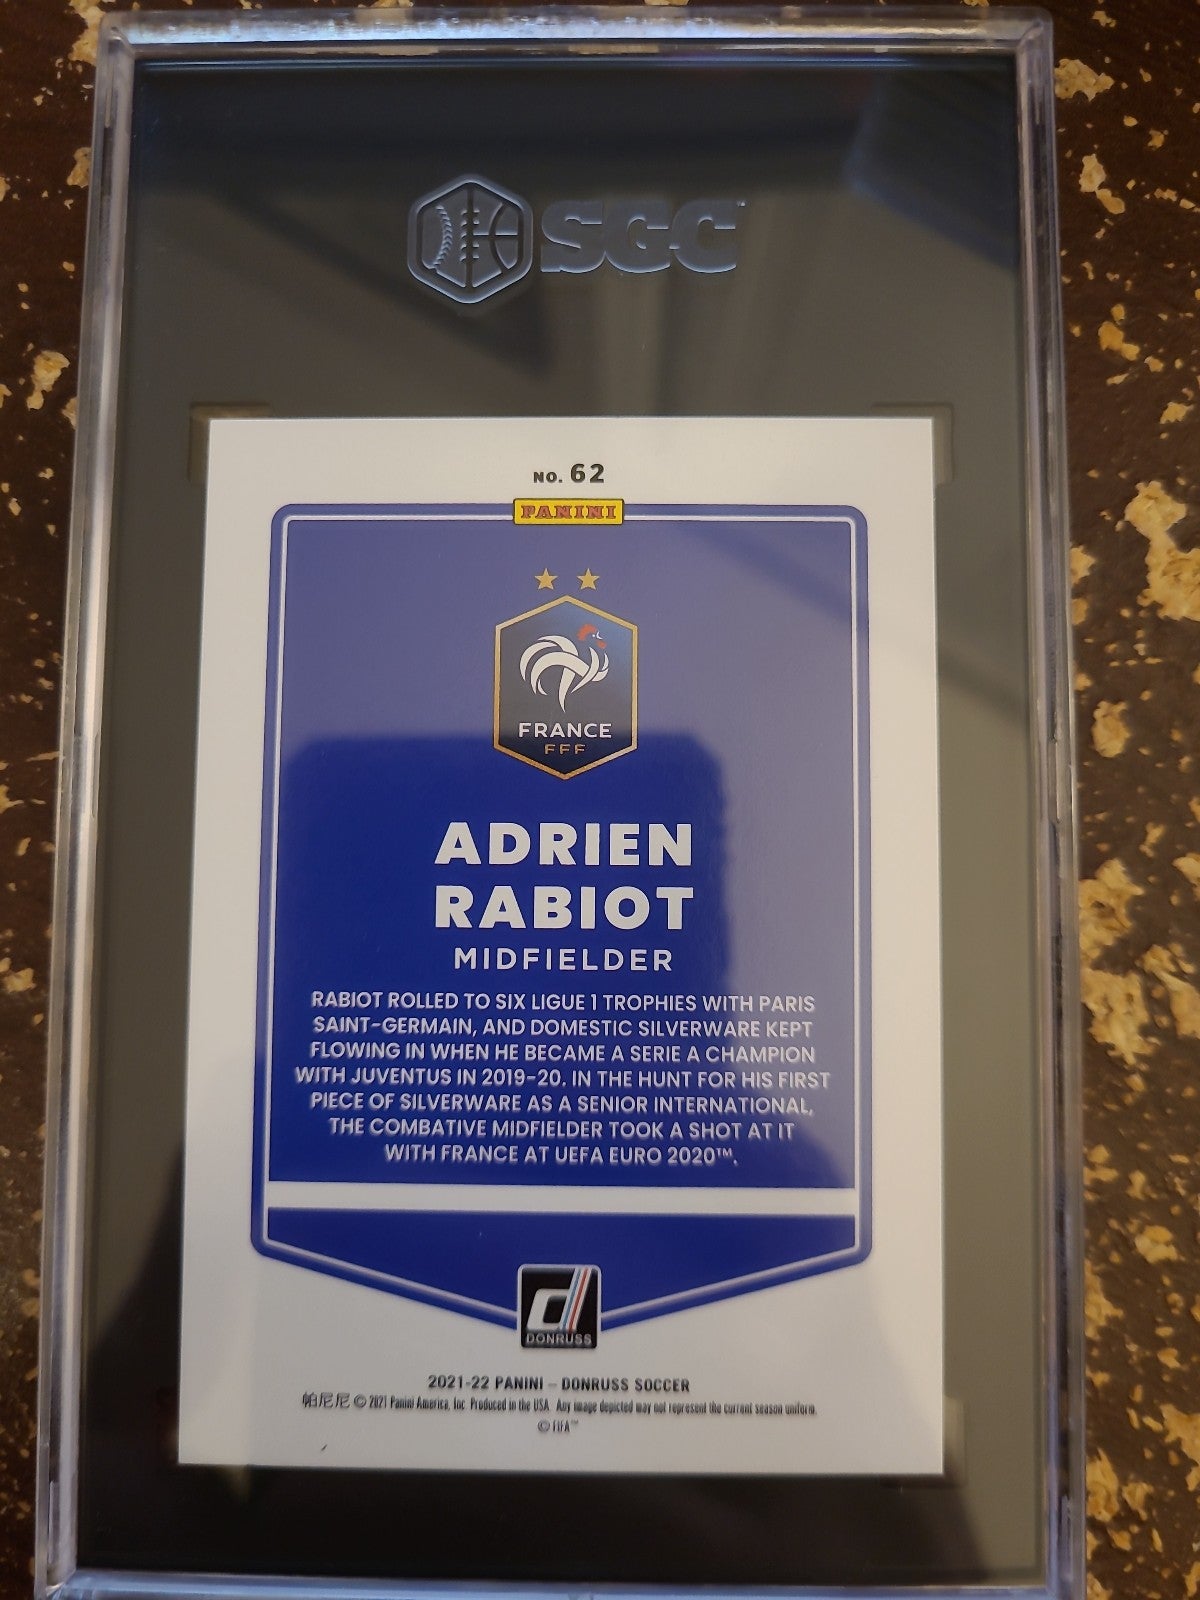 SGC
NO. 62
PANINI
FRANCE
FFF
ADRIEN
RABIOT
MIDFIELDER
RABIOT ROLLED TO SIX LIGUE 1 TROPHIES WITH PARIS
SAINT-GERMAIN, AND DOMESTIC SILVERWARE KEPT
FLOWING IN WHEN HE BECAME A SERIE A CHAMPION
WITH JUVENTUS IN 2019-20. IN THE HUNT FOR HIS FIRST
PIECE OF SILVERWARE AS A SENIOR INTERNATIONAL,
THE COMBATIVE MIDFIELDER TOOK A SHOT AT IT
WITH FRANCE AT UEFA EURO 2020™.
d
DONRUSS
2021-22 PANINI – DONRUSS SOCCER
帕尼尼 © 2021 Panini America, Inc. Produced in the USA. Any image depicted may not represent the current season uniform.
© FIFA™